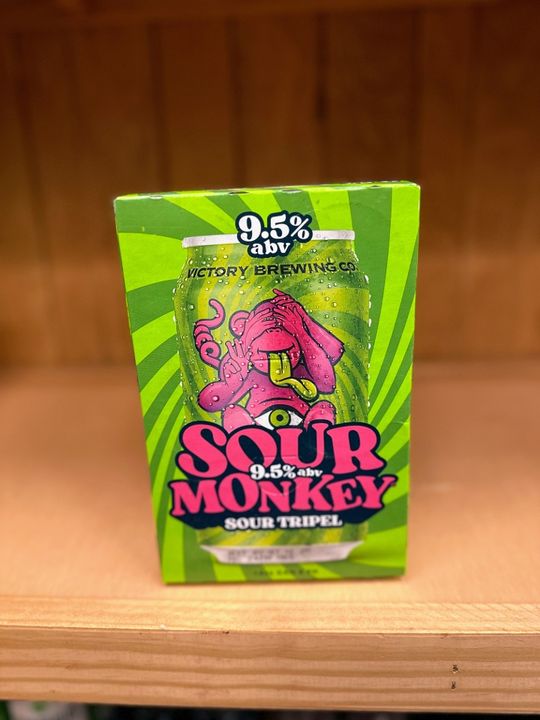 9.5%
abv
VICTORY BREWING CO.
SOUR
9.5% abv
MONKEY
SOUR TRIPEL